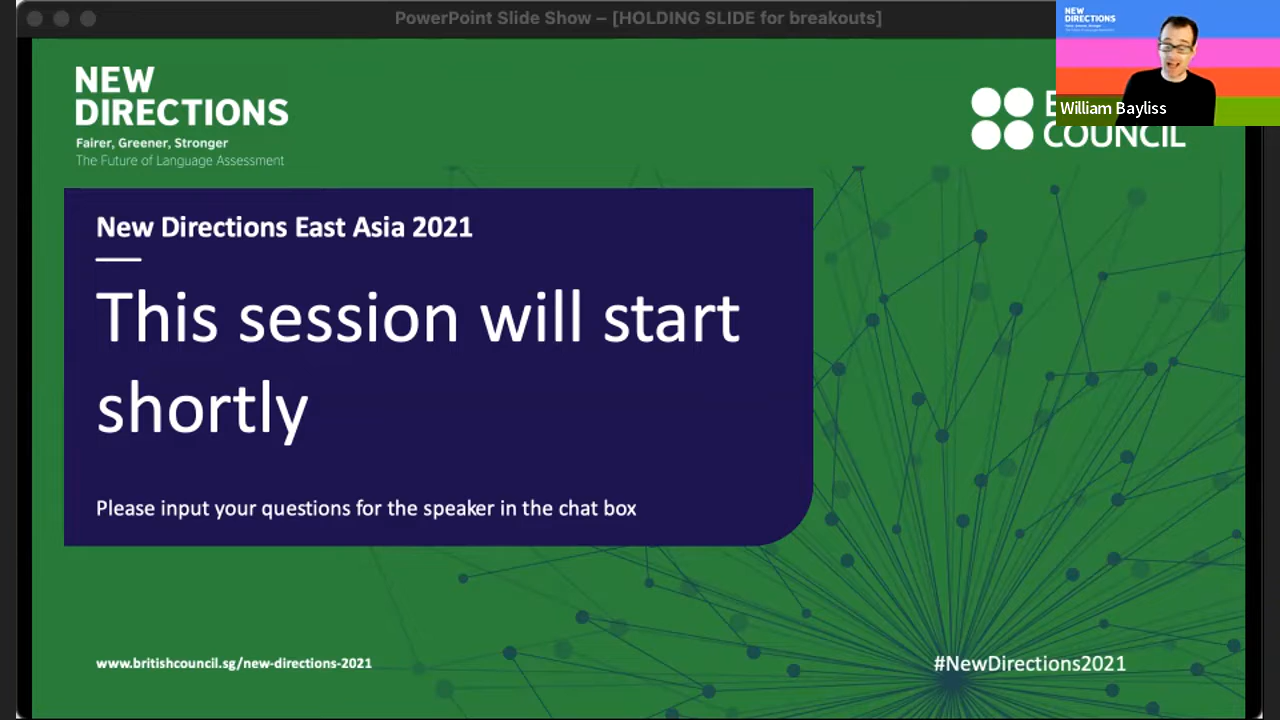 PowerPoint Slide Show – [HOLDING SLIDE for breakouts]
NEW
DIRECTIONS
William Bayliss
NEW
DIRECTIONS
Fairer, Greener, Stronger
The Future of Language Assessment
COUNCIL
New Directions East Asia 2021
This session will start
shortly
Please input your questions for the speaker in the chat box
www.britishcouncil.sg/new-directions-2021
#NewDirections2021